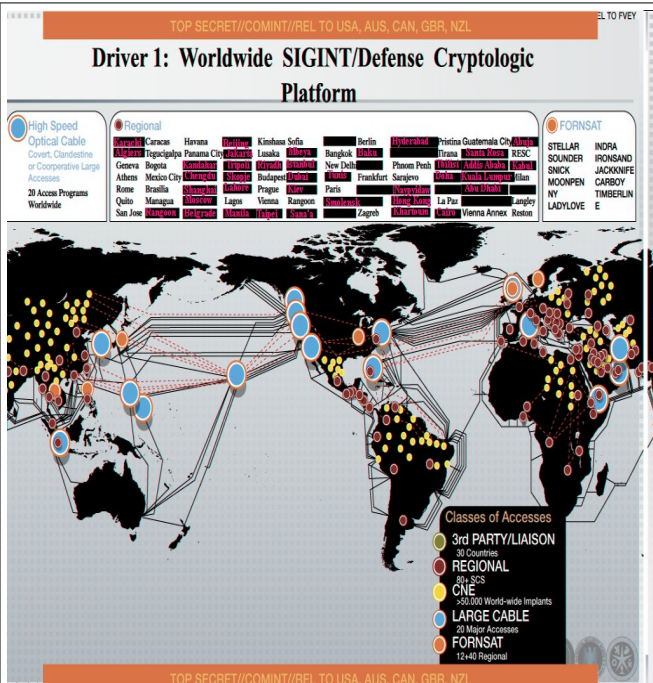 EL TO FVEY
TOP SECRET//COMINT//REL TO USA, AUS, CAN, GBR, NZL
Driver 1: Worldwide SIGINT/Defense Cryptologic
Platform
High Speed
Optical Cable
Covert, Clandestine
or Coorperative Large
Accesses
20 Access Programs
Worldwide
Regional
Karachi Caracas Havana Beijing Kinshasa Sofia Berlin Hyderabad Pristina Guatemala City Abuja
Algiers Tegucigalpa Panama City Jakarta Lusaka Mbeya Bangkok Baku Tirana Santa Rosa RESC
Geneva Bogota Kandahar Tripoli Riyadh Istanbul New Delhi Phnom Penh Tbilisi Addis Ababa Kabul
Athens Mexico City Chengdu Skopje Budapest Dubai Tunis Frankfurt Sarajevo Doha Kuala Lumpur
Rome Brasilia Shanghai Lahore Prague Kiev Paris Naypyidaw Abu Dhabi
Quito Managua Moscow Lagos Vienna Rangoon Smolensk Hong Kong La Paz Langley
San Jose Rangoon Belgrade Manila Taipei Sana'a Zagreb Khartoum Cairo Vienna Annex Reston
FORNSAT
STELLAR INDRA
SOUNDER IRONSAND
SNICK JACKKNIFE
MOONPEN CARBOY
NY TIMBERLIN
LADYLOVE E
Classes of Accesses
3rd PARTY/LIAISON
30 Countries
REGIONAL
80+ SCS
CNE
>50.000 World-wide Implants
LARGE CABLE
20 Major Accesses
FORNSAT
12+40 Regional
TOP SECRET//COMINT//REL TO USA, AUS, CAN, GBR, NZL